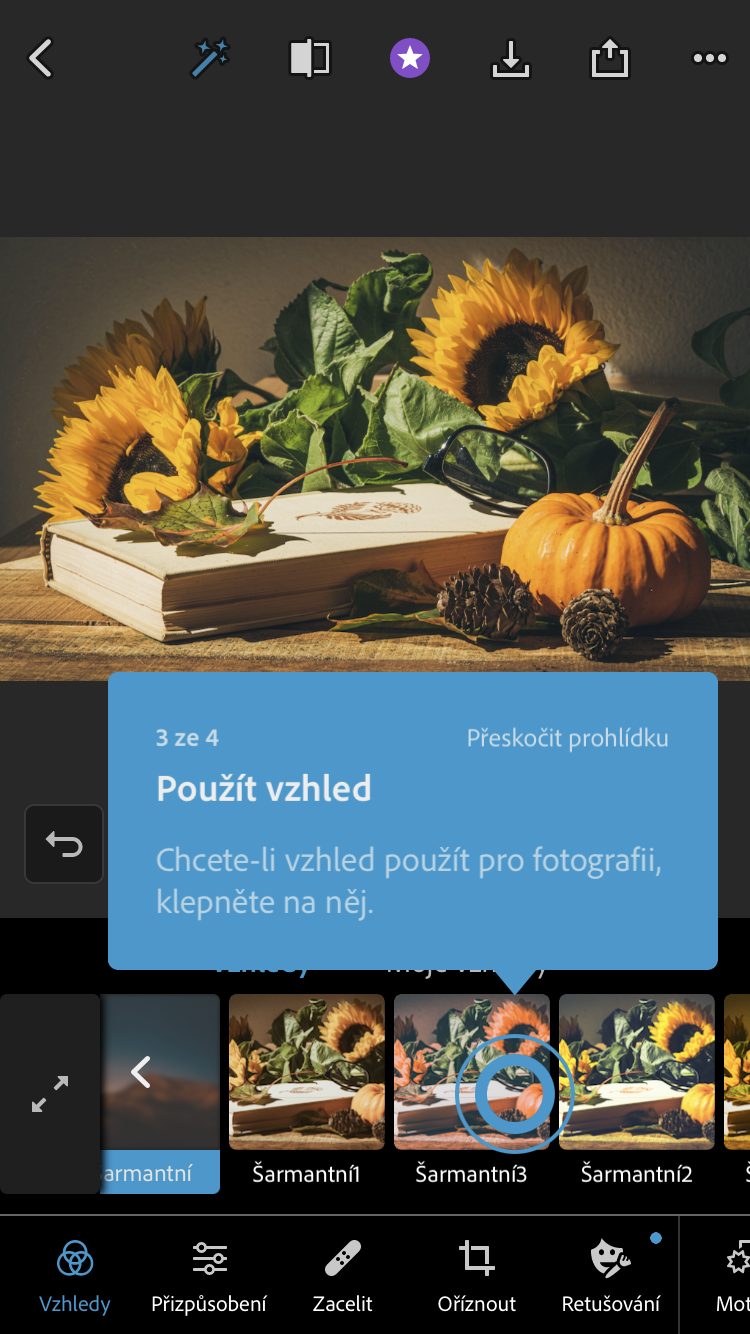 3 ze 4
Přeskočit prohlídku
Použít vzhled
Chcete-li vzhled použít pro fotografii,
klepněte na něj.
armantní
Šarmantní1
Šarmantní3
Šarmantní2
Vzhledy
Přizpůsobení
Zacelit
Oříznout
Retušování
Mot